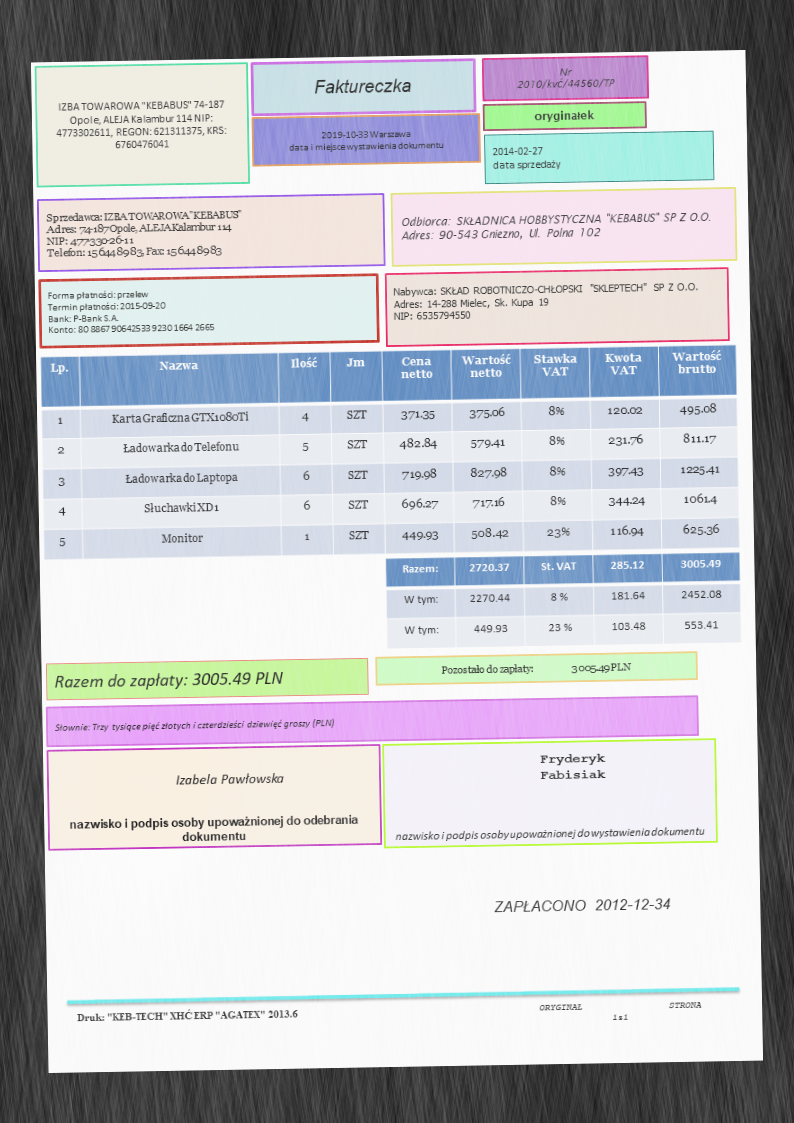 IZBA TOWAROWA "KEBABUS" 74-187
Opole, ALEJA Kalambur 114 NIP:
4773302611, REGON: 621311375, KRS:
6760476041
Faktureczka
2019-10-33 Warszawa
data i miejsce wystawienia dokumentu
Nr
2010/kvć/44560/TP
oryginałek
2014-02-27
data sprzedaży
Sprzedawca: IZBA TOWAROWA "KEBABUS"
Adres: 74-187 Opole, ALEJA Kalambur 114
NIP: 477-330-26-11
Telefon: 156448983, Fax: 156448983
Odbiorca: SKŁADNICA HOBBYSTYCZNA "KEBABUS" SP Z O.O.
Adres: 90-543 Gniezno, Ul. Polna 102
Forma płatności: przelew
Termin płatności: 2015-09-20
Bank: P-Bank S.A.
Konto: 80 8867 9064 2533 9230 1664 2665
Nabywca: SKŁAD ROBOTNICZO-CHŁOPSKI "SKLEPTECH" SP Z O.O.
Adres: 14-288 Mielec, Sk. Kupa 19
NIP: 6535794550
Lp. Nazwa Ilość Jm Cena netto Wartość netto Stawka VAT Kwota VAT Wartość brutto
1 Karta Graficzna GTX1080Ti 4 SZT 371.35 375.06 8% 120.02 495.08
2 Ładowarka do Telefonu 5 SZT 482.84 579.41 8% 231.76 811.17
3 Ładowarka do Laptopa 6 SZT 719.98 827.98 8% 397.43 1225.41
4 Słuchawki XD1 6 SZT 696.27 717.16 8% 344.24 1061.4
5 Monitor 1 SZT 449.93 508.42 23% 116.94 625.36
Razem: 2720.37 St. VAT 285.12 3005.49
W tym: 2270.44 8 % 181.64 2452.08
W tym: 449.93 23 % 103.48 553.41
Razem do zapłaty: 3005.49 PLN
Pozostało do zapłaty: 3005.49 PLN
Słownie: Trzy tysiące pięć złotych i czterdzieści dziewięć groszy (PLN)
Izabela Pawłowska
nazwisko i podpis osoby upoważnionej do odebrania
dokumentu
Fryderyk
Fabisiak
nazwisko i podpis osoby upoważnionej do wystawienia dokumentu
ZAPŁACONO 2012-12-34
Druk: "KEB-TECH" XHĆ ERP "AGATEX" 2013.6
ORYGINAŁ STRONA
1z1